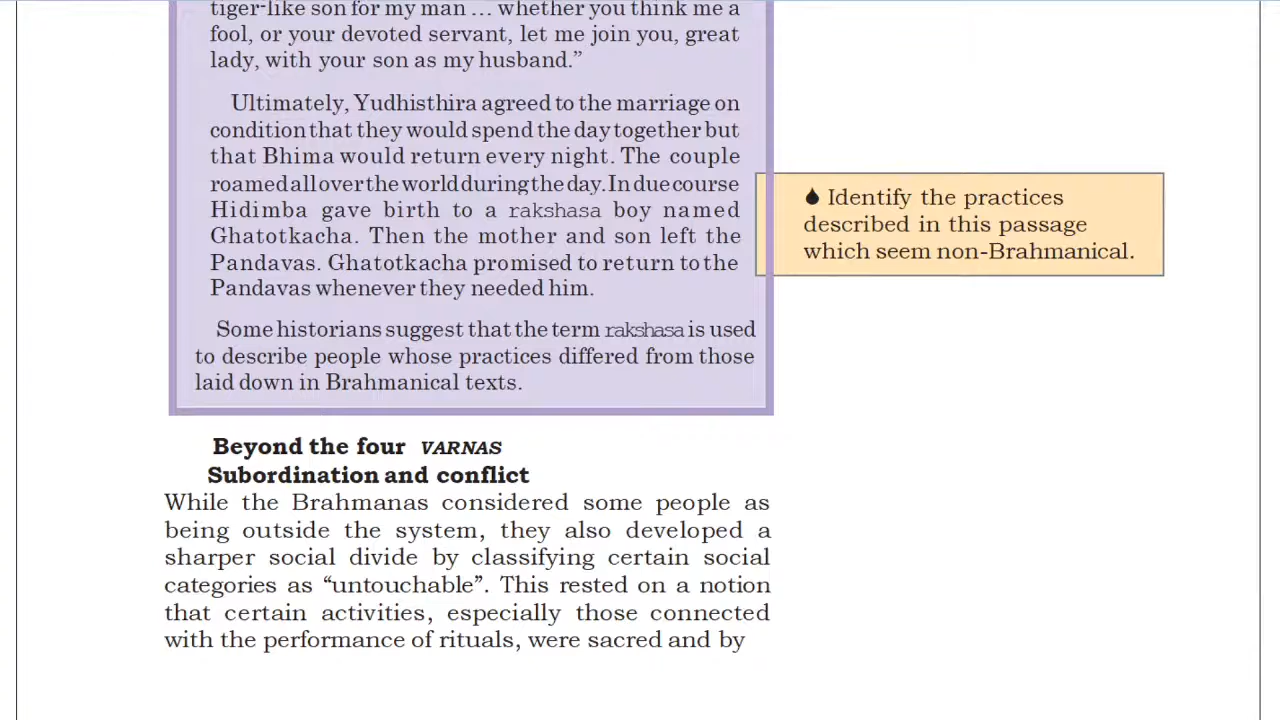 tiger-like son for my man ... whether you think me a
fool, or your devoted servant, let me join you, great
lady, with your son as my husband.”
Ultimately, Yudhisthira agreed to the marriage on
condition that they would spend the day together but
that Bhima would return every night. The couple
roamed all over the world during the day. In due course
Hidimba gave birth to a rakshasa boy named
Ghatotkacha. Then the mother and son left the
Pandavas. Ghatotkacha promised to return to the
Pandavas whenever they needed him.
Some historians suggest that the term rakshasa is used
to describe people whose practices differed from those
laid down in Brahmanical texts.
Identify the practices
described in this passage
which seem non-Brahmanical.
Beyond the four VARNAS
Subordination and conflict
While the Brahmanas considered some people as
being outside the system, they also developed a
sharper social divide by classifying certain social
categories as “untouchable”. This rested on a notion
that certain activities, especially those connected
with the performance of rituals, were sacred and by